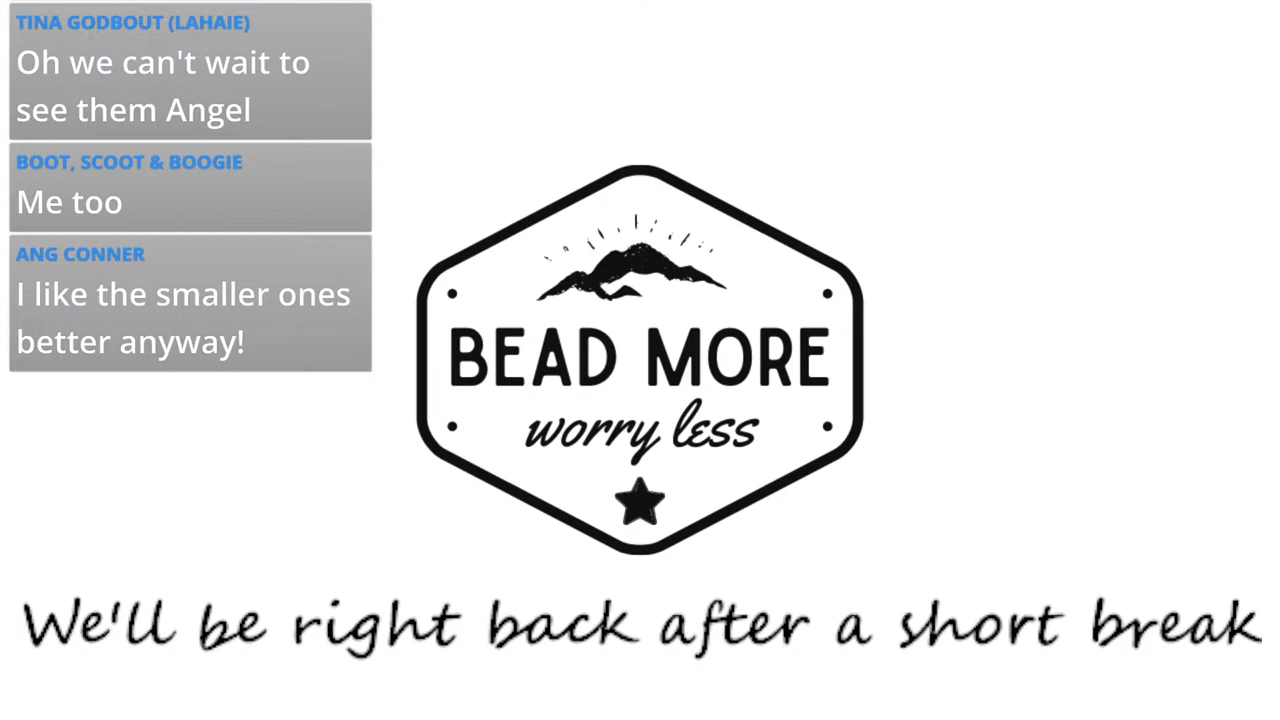 TINA GODBOUT (LAHAIE)
Oh we can't wait to
see them Angel
BOOT, SCOOT & BOOGIE
Me too
ANG CONNER
I like the smaller ones
better anyway!
BEAD MORE
worry less
We'll be right back after a short break